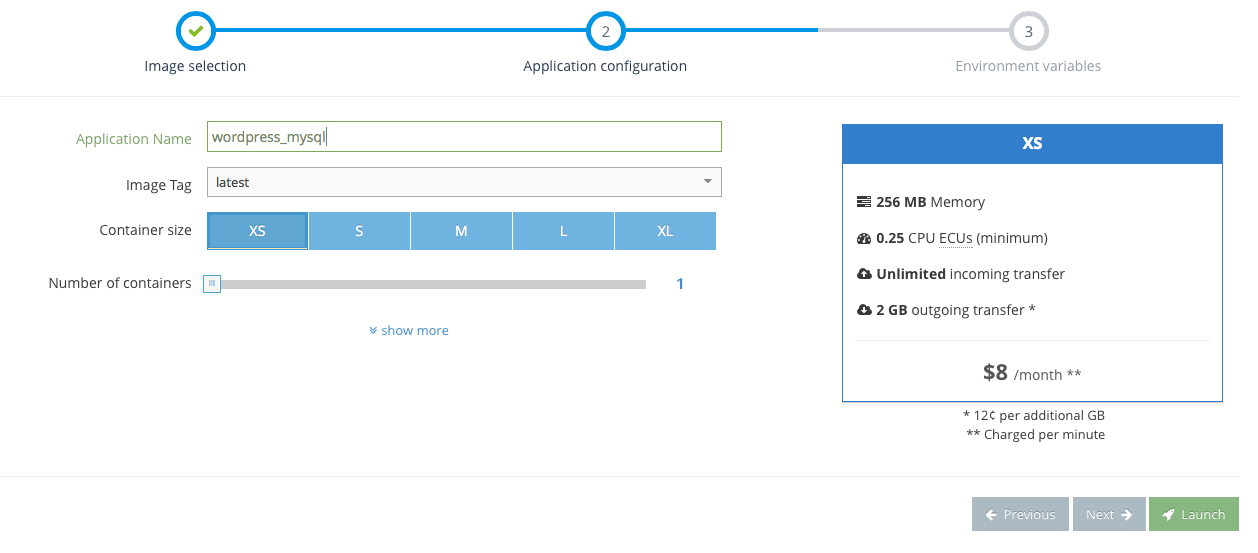 2
3
Image selection
Application configuration
Environment variables
Application Name
wordpress_mysql
Image Tag
latest
Container size
XS
S
M
L
XL
Number of containers
1
show more
XS
256 MB Memory
0.25 CPU ECUs (minimum)
Unlimited incoming transfer
2 GB outgoing transfer *
$8 /month **
* 12¢ per additional GB
** Charged per minute
Previous
Next
Launch